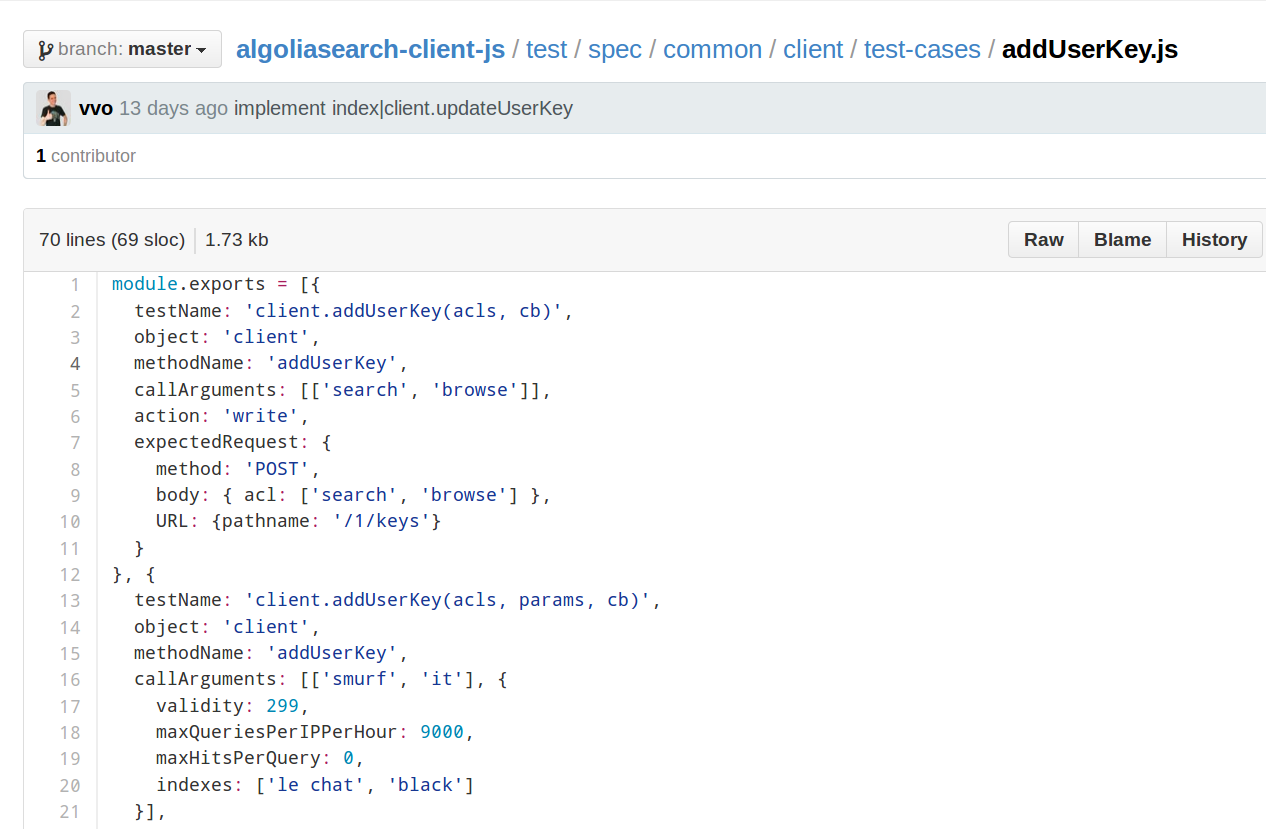 branch: master algoliasearch-client-js / test / spec / common / client / test-cases / addUserKey.js
vvo 13 days ago implement index|client.updateUserKey
1 contributor
70 lines (69 sloc) 1.73 kb Raw Blame History
1 module.exports = [{
2 testName: 'client.addUserKey(acls, cb)',
3 object: 'client',
4 methodName: 'addUserKey',
5 callArguments: [['search', 'browse']],
6 action: 'write',
7 expectedRequest: {
8 method: 'POST',
9 body: { acl: ['search', 'browse'] },
10 URL: {pathname: '/1/keys'}
11 }
12 }, {
13 testName: 'client.addUserKey(acls, params, cb)',
14 object: 'client',
15 methodName: 'addUserKey',
16 callArguments: [['smurf', 'it'], {
17 validity: 299,
18 maxQueriesPerIPPerHour: 9000,
19 maxHitsPerQuery: 0,
20 indexes: ['le chat', 'black']
21 }],